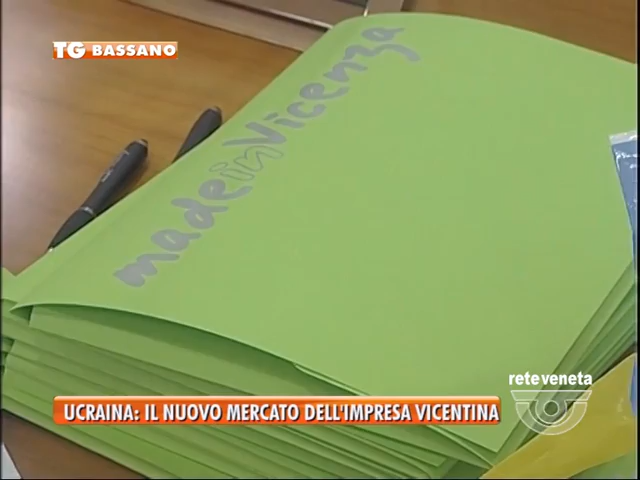 TG BASSANO
madeinVicenza
reteveneta
UCRAINA: IL NUOVO MERCATO DELL'IMPRESA VICENTINA